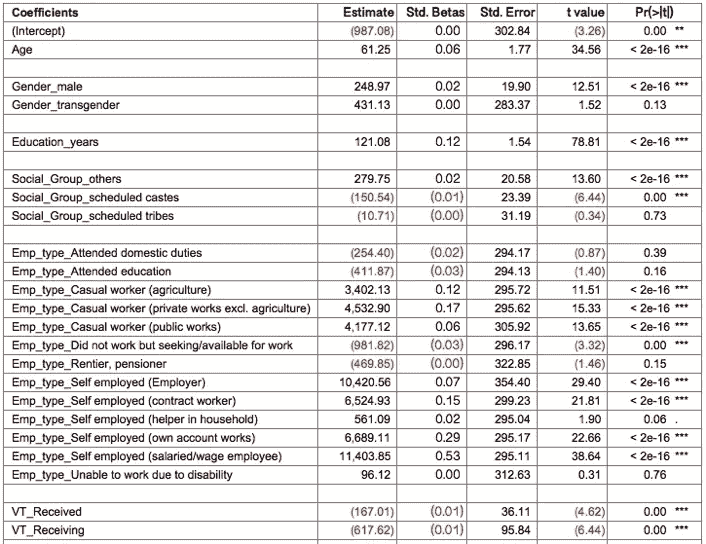 Coefficients Estimate Std. Betas Std. Error t value Pr(>|t|)
(Intercept) (987.08) 0.00 302.84 (3.26) 0.00 **
Age 61.25 0.06 1.77 34.56 < 2e-16 ***
Gender_male 248.97 0.02 19.90 12.51 < 2e-16 ***
Gender_transgender 431.13 0.00 283.37 1.52 0.13
Education_years 121.08 0.12 1.54 78.81 < 2e-16 ***
Social_Group_others 279.75 0.02 20.58 13.60 < 2e-16 ***
Social_Group_scheduled castes (150.54) (0.01) 23.39 (6.44) 0.00 ***
Social_Group_scheduled tribes (10.71) (0.00) 31.19 (0.34) 0.73
Emp_type_Attended domestic duties (254.40) (0.02) 294.17 (0.87) 0.39
Emp_type_Attended education (411.87) (0.03) 294.13 (1.40) 0.16
Emp_type_Casual worker (agriculture) 3,402.13 0.12 295.72 11.51 < 2e-16 ***
Emp_type_Casual worker (private works excl. agriculture) 4,532.90 0.17 295.62 15.33 < 2e-16 ***
Emp_type_Casual worker (public works) 4,177.12 0.06 305.92 13.65 < 2e-16 ***
Emp_type_Did not work but seeking/available for work (981.82) (0.03) 296.17 (3.32) 0.00 ***
Emp_type_Rentier, pensioner (469.85) (0.00) 322.85 (1.46) 0.15
Emp_type_Self employed (Employer) 10,420.56 0.07 354.40 29.40 < 2e-16 ***
Emp_type_Self employed (contract worker) 6,524.93 0.15 299.23 21.81 < 2e-16 ***
Emp_type_Self employed (helper in household) 561.09 0.02 295.04 1.90 0.06 .
Emp_type_Self employed (own account works) 6,689.11 0.29 295.17 22.66 < 2e-16 ***
Emp_type_Self employed (salaried/wage employee) 11,403.85 0.53 295.11 38.64 < 2e-16 ***
Emp_type_Unable to work due to disability 96.12 0.00 312.63 0.31 0.76
VT_Received (167.01) (0.01) 36.11 (4.62) 0.00 ***
VT_Receiving (617.62) (0.01) 95.84 (6.44) 0.00 ***